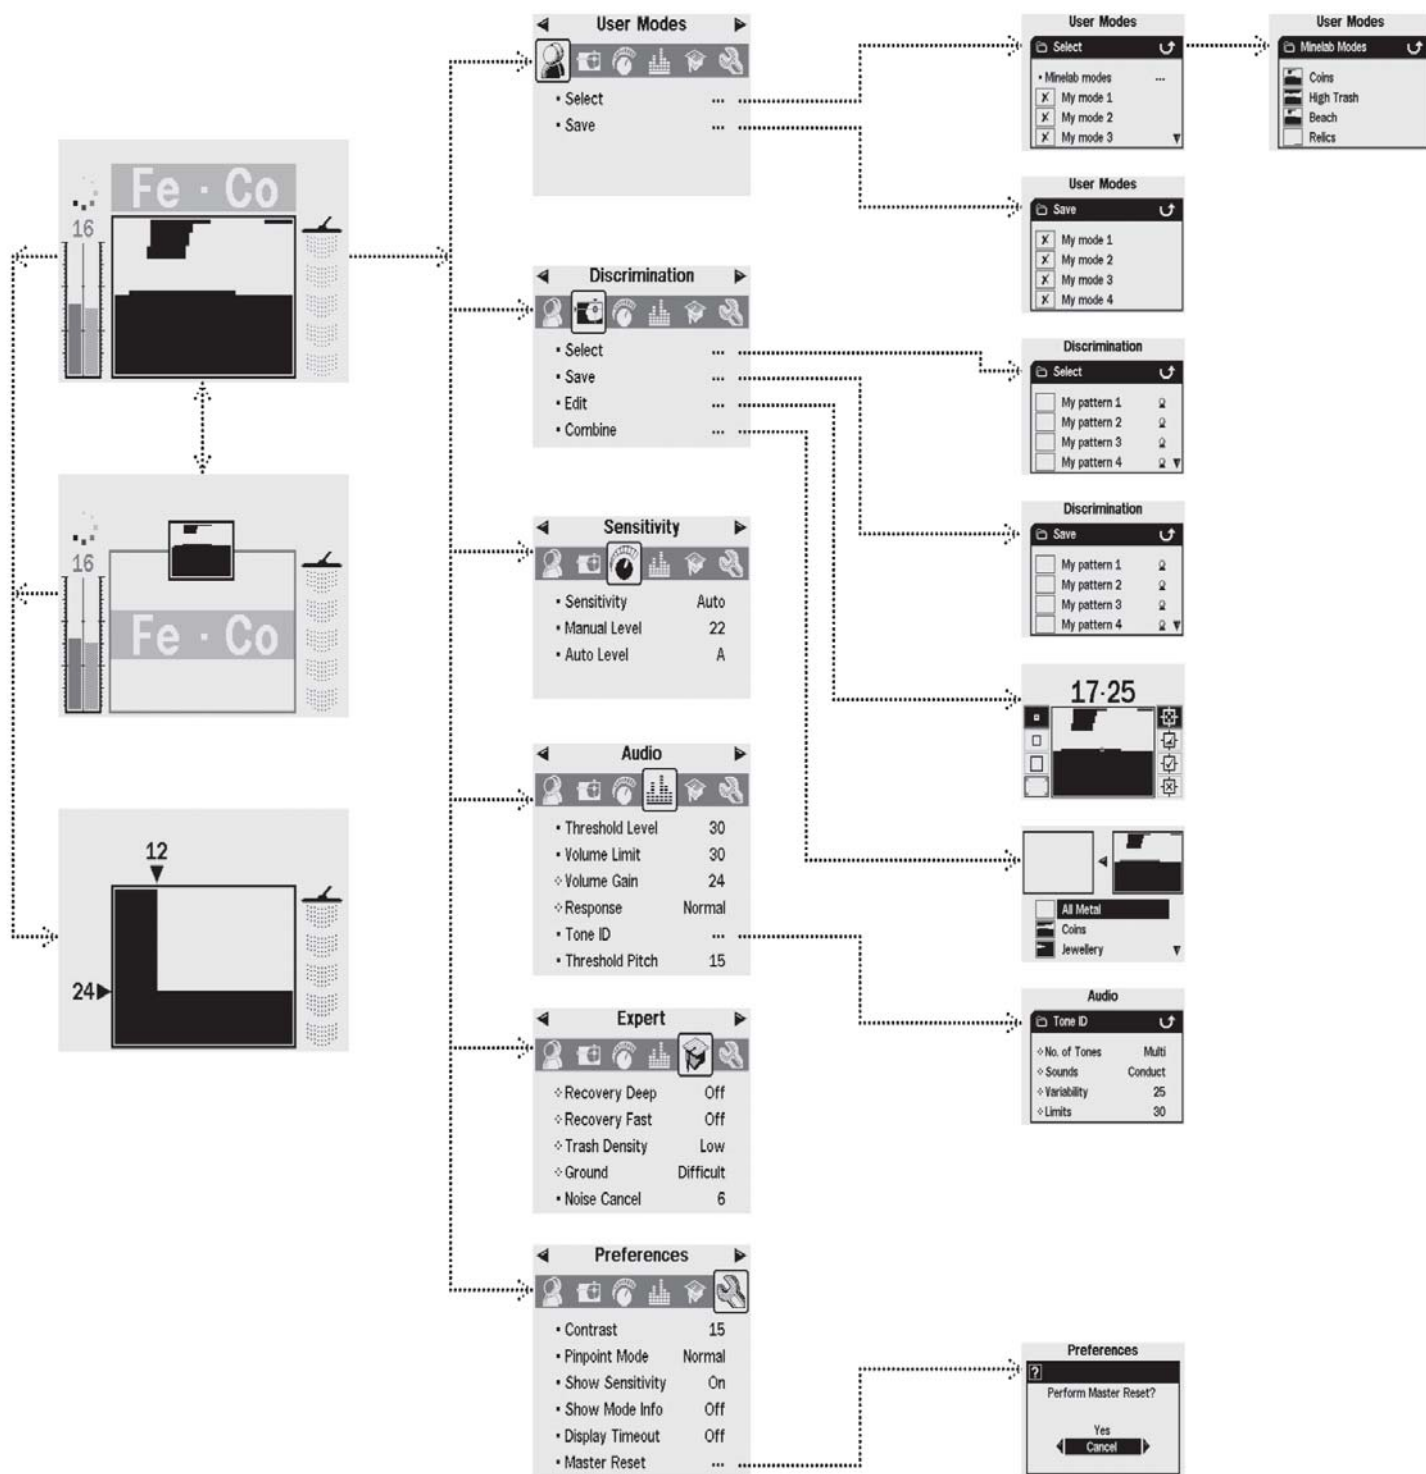 Fe · Co
16
Fe · Co
16
12
24
User Modes
Select ...
Save ...
Discrimination
Select ...
Save ...
Edit ...
Combine ...
Sensitivity
Sensitivity Auto
Manual Level 22
Auto Level A
Audio
Threshold Level 30
Volume Limit 30
Volume Gain 24
Response Normal
Tone ID ...
Threshold Pitch 15
Expert
Recovery Deep Off
Recovery Fast Off
Trash Density Low
Ground Difficult
Noise Cancel 6
Preferences
Contrast 15
Pinpoint Mode Normal
Show Sensitivity On
Show Mode Info Off
Display Timeout Off
Master Reset ...
User Modes
Select
Minelab modes ...
My mode 1
My mode 2
My mode 3
User Modes
Minelab Modes
Coins
High Trash
Beach
Relics
User Modes
Save
My mode 1
My mode 2
My mode 3
My mode 4
Discrimination
Select
My pattern 1
My pattern 2
My pattern 3
My pattern 4
Discrimination
Save
My pattern 1
My pattern 2
My pattern 3
My pattern 4
17·25
All Metal
Coins
Jewellery
Audio
Tone ID
No. of Tones Multi
Sounds Conduct
Variability 25
Limits 30
Preferences
?
Perform Master Reset?
Yes
Cancel